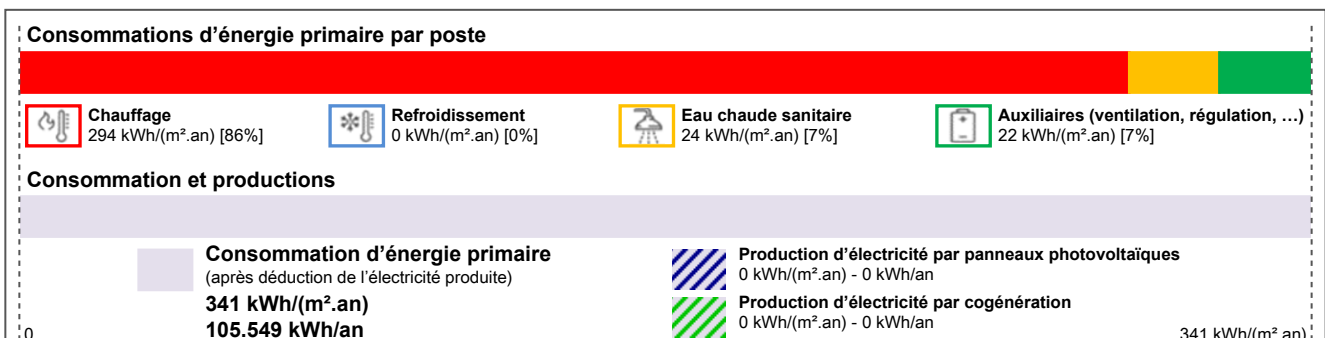 Consommations d’énergie primaire par poste
Chauffage
294 kWh/(m².an) [86%]
Refroidissement
0 kWh/(m².an) [0%]
Eau chaude sanitaire
24 kWh/(m².an) [7%]
Auxiliaires (ventilation, régulation, …)
22 kWh/(m².an) [7%]
Consommation et productions
Consommation d’énergie primaire
(après déduction de l’électricité produite)
341 kWh/(m².an)
105.549 kWh/an
Production d’électricité par panneaux photovoltaïques
0 kWh/(m².an) - 0 kWh/an
Production d’électricité par cogénération
0 kWh/(m².an) - 0 kWh/an
0
341 kWh/(m².an)